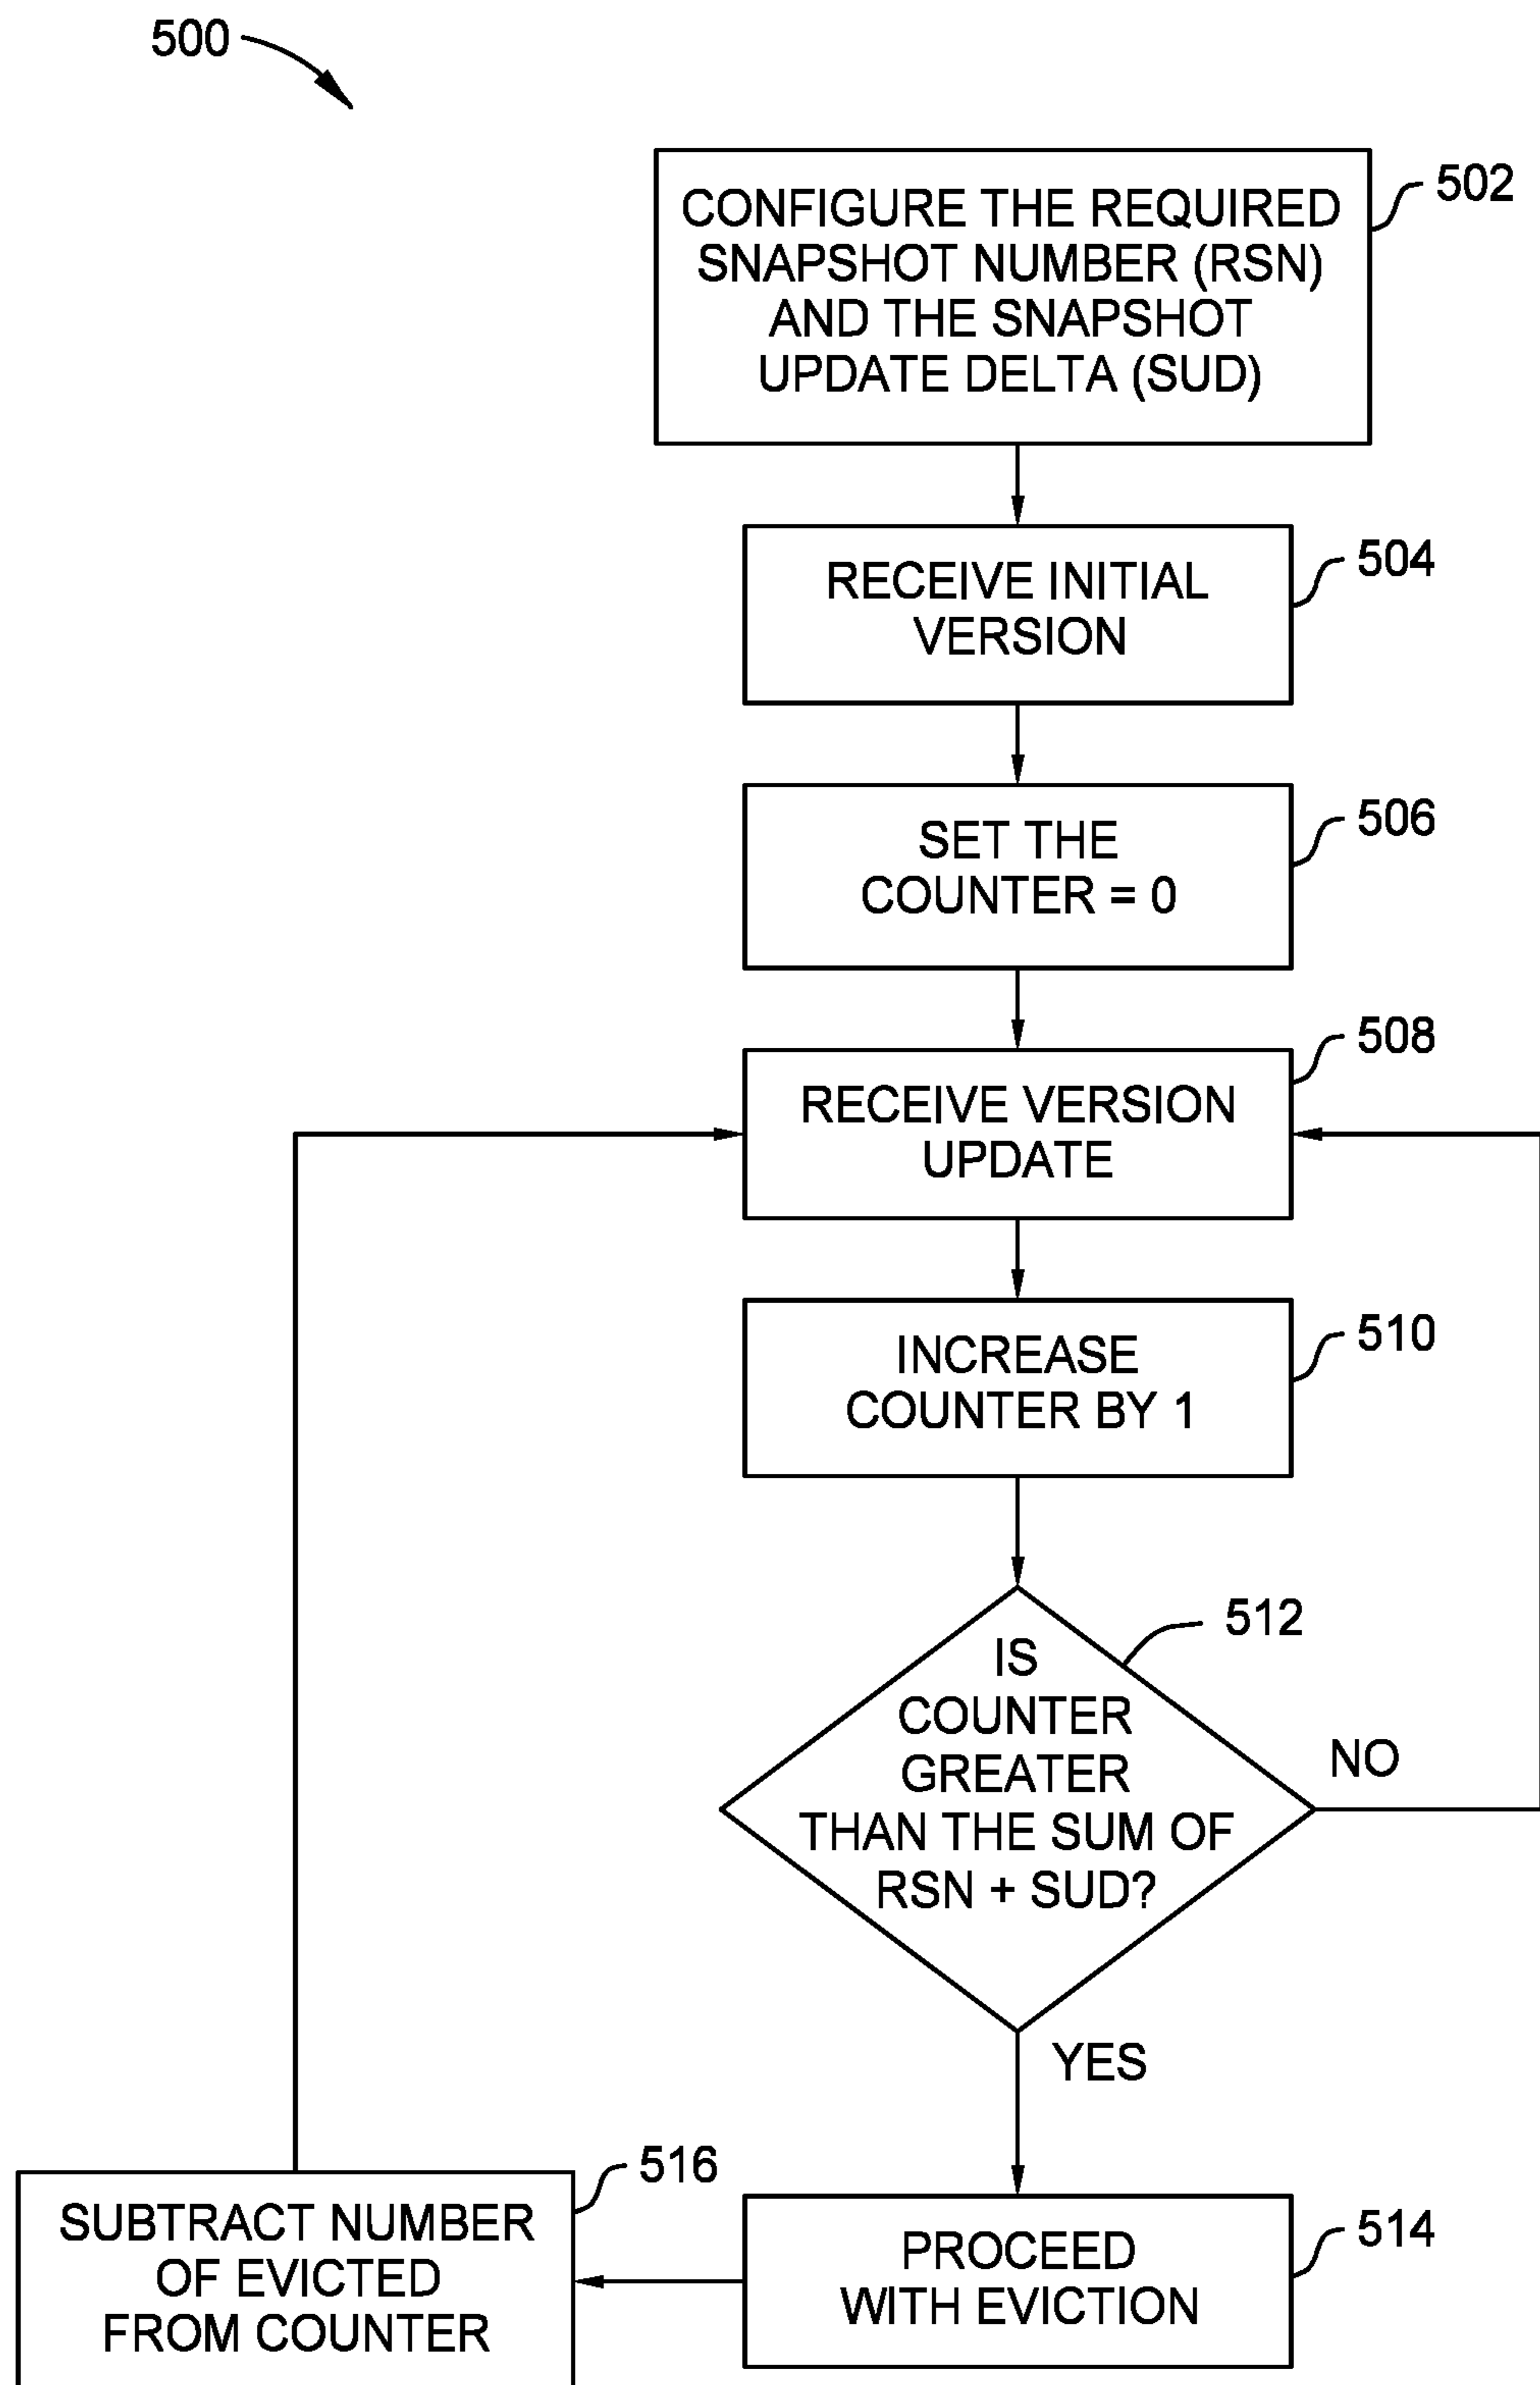 500
CONFIGURE THE REQUIRED
SNAPSHOT NUMBER (RSN)
AND THE SNAPSHOT
UPDATE DELTA (SUD)
502
RECEIVE INITIAL
VERSION
504
SET THE
COUNTER = 0
506
RECEIVE VERSION
UPDATE
508
INCREASE
COUNTER BY 1
510
IS
COUNTER
GREATER
THAN THE SUM OF
RSN + SUD?
512
NO
YES
PROCEED
WITH EVICTION
514
SUBTRACT NUMBER
OF EVICTED
FROM COUNTER
516